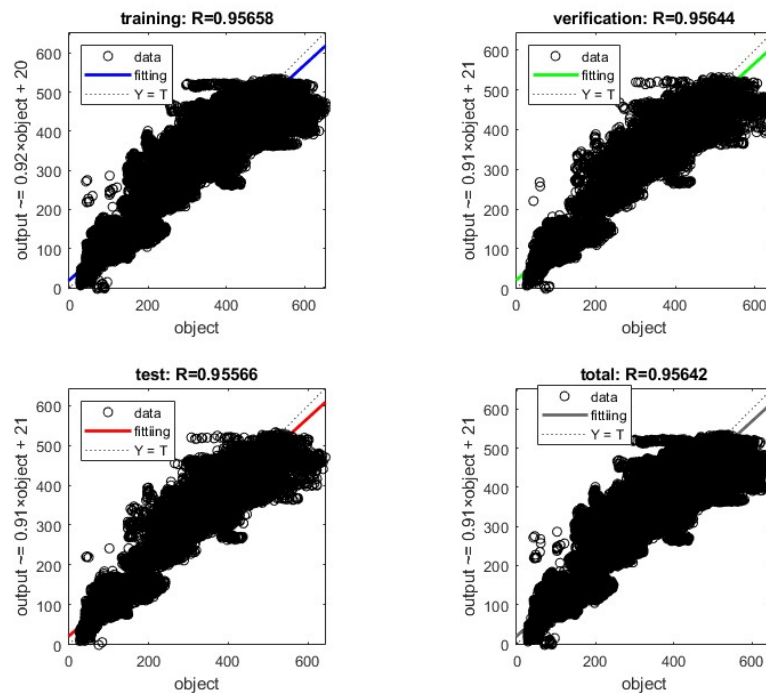 training: R=0.95658
output ~= 0.92×object + 20
600
500
400
300
200
100
0
data
fitting
Y = T
0 200 400 600
object
verification: R=0.95644
output ~= 0.91×object + 21
600
500
400
300
200
100
0
data
fitting
Y = T
0 200 400 600
object
test: R=0.95566
output ~= 0.91×object + 21
600
500
400
300
200
100
0
data
fittiing
Y = T
0 200 400 600
object
total: R=0.95642
output ~= 0.91×object + 21
600
500
400
300
200
100
0
data
fittiing
Y = T
0 200 400 600
object